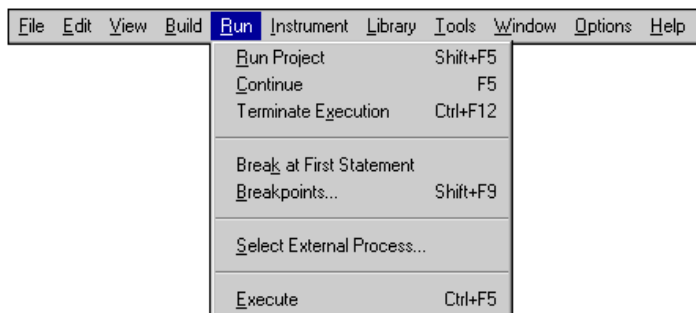 File Edit View Build Run Instrument Library Tools Window Options Help
Run Project Shift+F5
Continue F5
Terminate Execution Ctrl+F12
Break at First Statement
Breakpoints... Shift+F9
Select External Process...
Execute Ctrl+F5